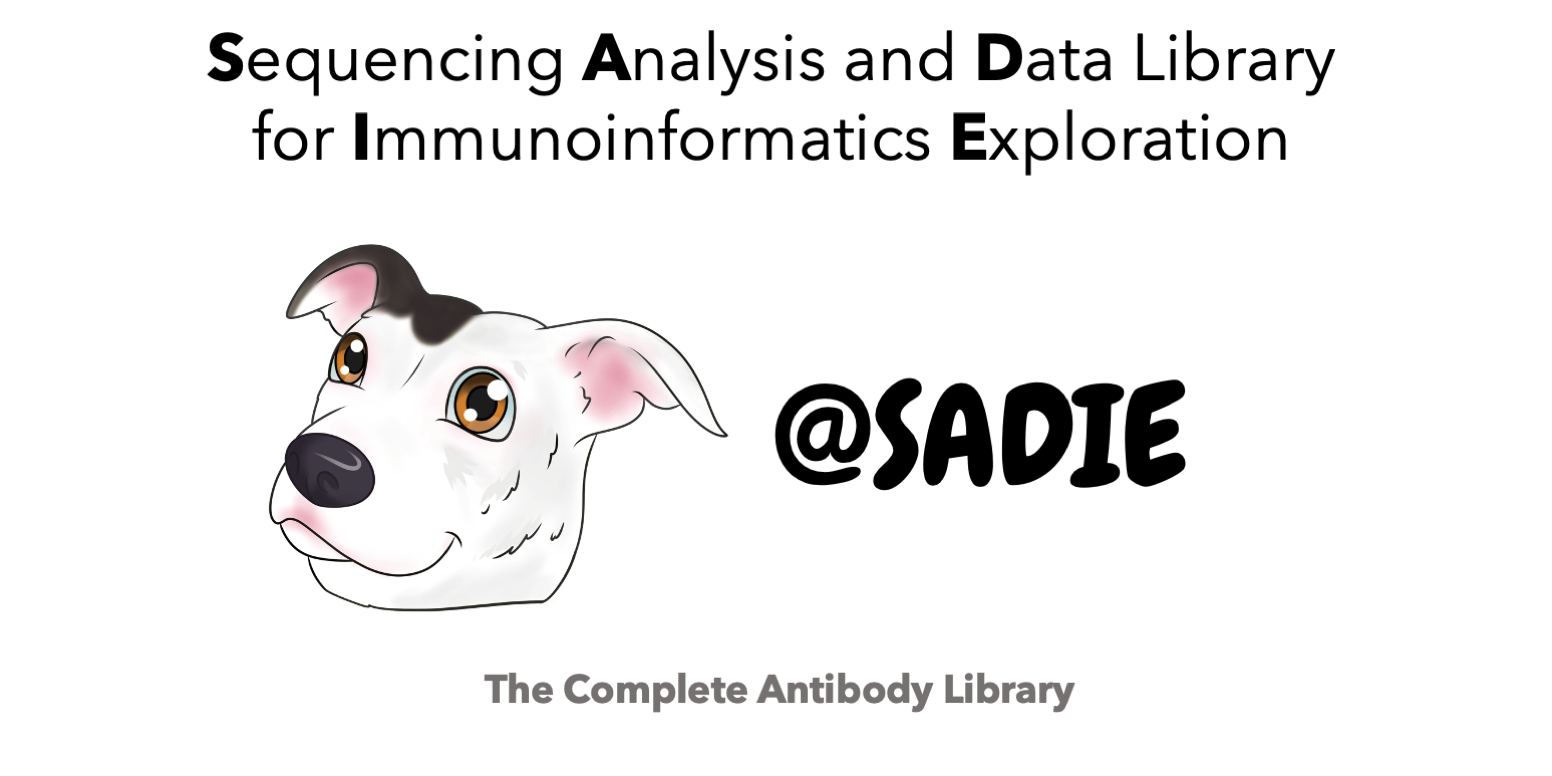 Sequencing Analysis and Data Library
for Immunoinformatics Exploration
@SADIE
The Complete Antibody Library